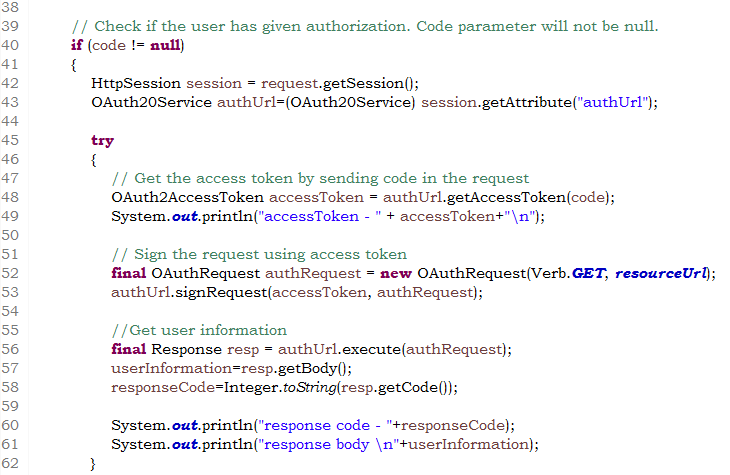 38
39 // Check if the user has given authorization. Code parameter will not be null.
40 if (code != null)
41 {
42 HttpSession session = request.getSession();
43 OAuth20Service authUrl=(OAuth20Service) session.getAttribute("authUrl");
44
45 try
46 {
47 // Get the access token by sending code in the request
48 OAuth2AccessToken accessToken = authUrl.getAccessToken(code);
49 System.out.println("accessToken - " + accessToken+"\n");
50
51 // Sign the request using access token
52 final OAuthRequest authRequest = new OAuthRequest(Verb.GET, resourceUrl);
53 authUrl.signRequest(accessToken, authRequest);
54
55 //Get user information
56 final Response resp = authUrl.execute(authRequest);
57 userInformation=resp.getBody();
58 responseCode=Integer.toString(resp.getCode());
59
60 System.out.println("response code - "+responseCode);
61 System.out.println("response body \n"+userInformation);
62 }